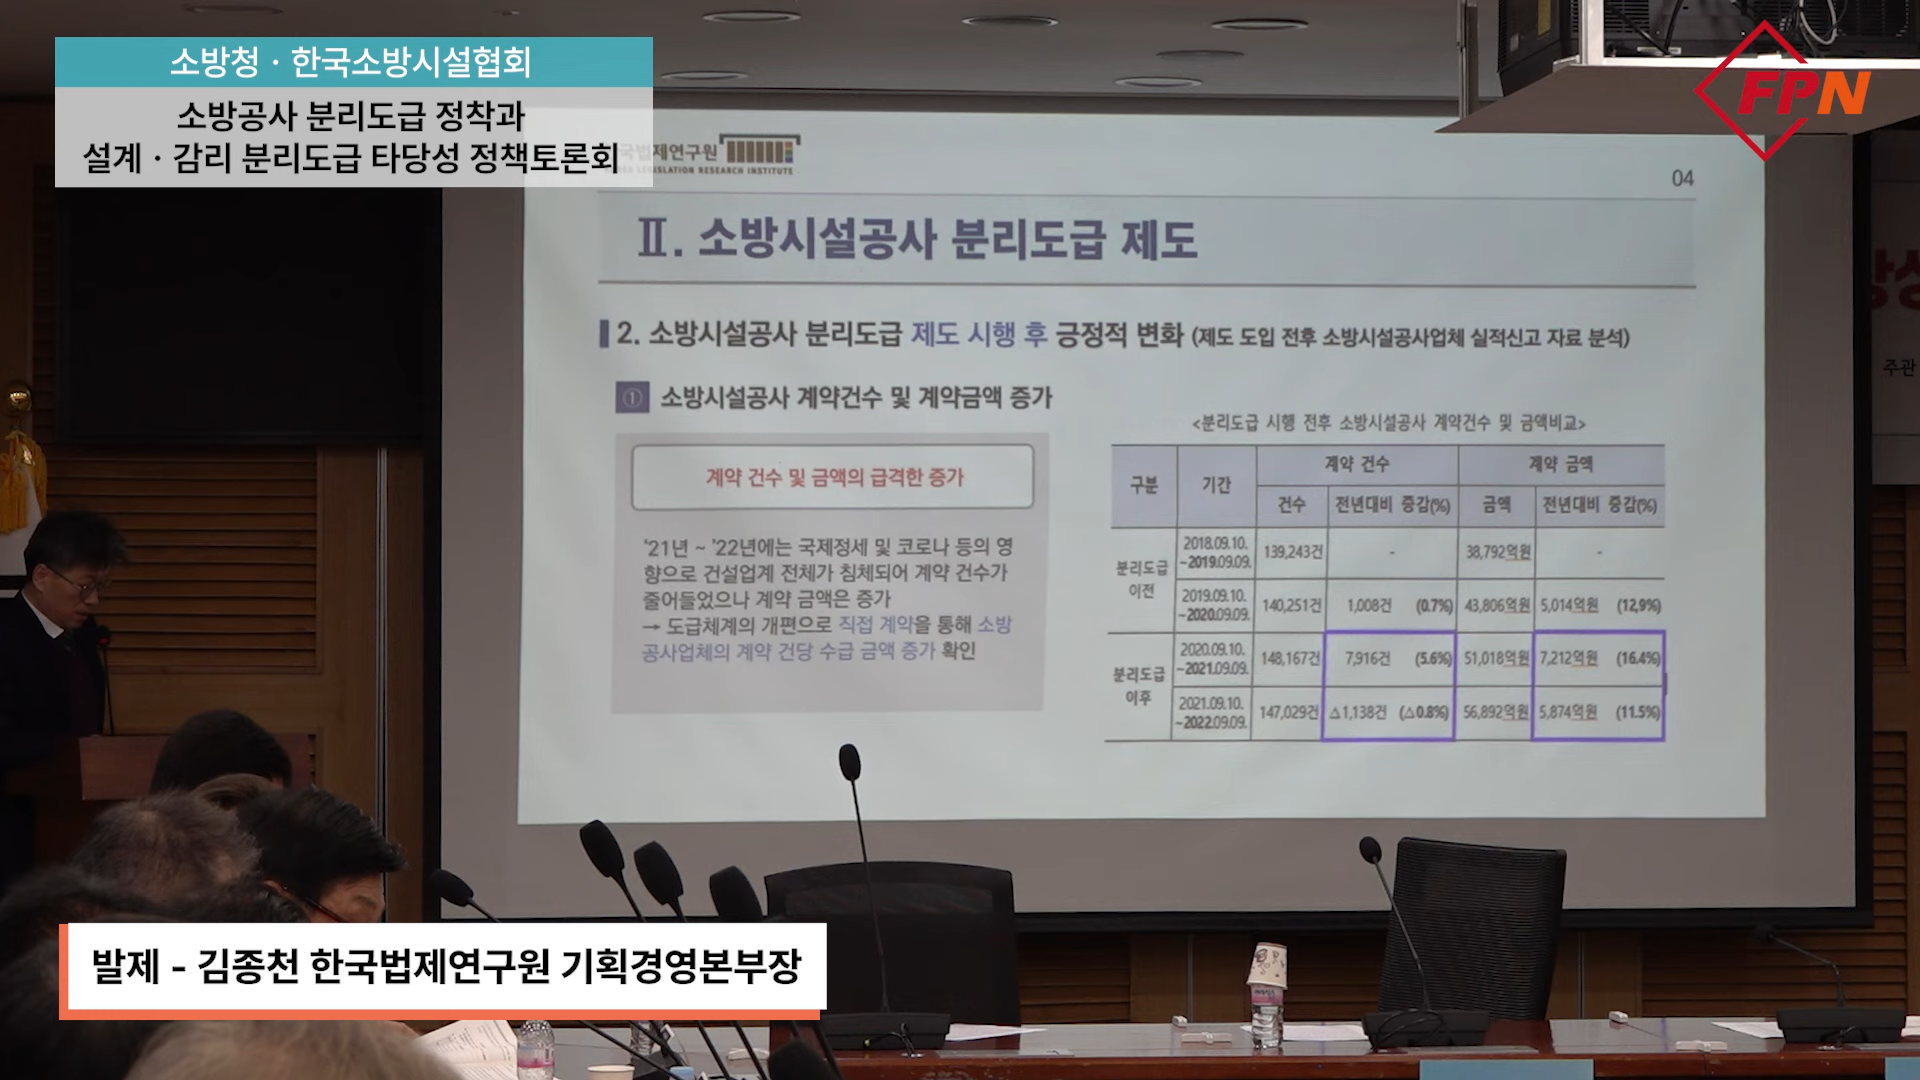 소방청 · 한국소방시설협회
소방공사 분리도급 정착과
설계 · 감리 분리도급 타당성 정책토론회
FPN
법제연구원
LEGISLATION RESEARCH INSTITUTE
04
Ⅱ. 소방시설공사 분리도급 제도
2. 소방시설공사 분리도급 제도 시행 후 긍정적 변화 (제도 도입 전후 소방시설공사업체 실적신고 자료 분석)
① 소방시설공사 계약건수 및 계약금액 증가
계약 건수 및 금액의 급격한 증가
'21년 ~ '22년에는 국제정세 및 코로나 등의 영
향으로 건설업계 전체가 침체되어 계약 건수가
줄어들었으나 계약 금액은 증가
→ 도급체계의 개편으로 직접 계약을 통해 소방
공사업체의 계약 건당 수급 금액 증가 확인
<분리도급 시행 전후 소방시설공사 계약건수 및 금액비교>
구분 기간 계약 건수 계약 금액
건수 전년대비 증감(%) 금액 전년대비 증감(%)
분리도급 이전 2018.09.10. ~2019.09.09. 139,243건 - 38,792억원 -
2019.09.10. ~2020.09.09. 140,251건 1,008건 (0.7%) 43,806억원 5,014억원 (12,9%)
분리도급 이후 2020.09.10. ~2021.09.09. 148,167건 7,916건 (5.6%) 51,018억원 7,212억원 (16.4%)
2021.09.10. ~2022.09.09. 147,029건 △1,138건 (△0.8%) 56,892억원 5,874억원 (11.5%)
주관
발제 - 김종천 한국법제연구원 기획경영본부장